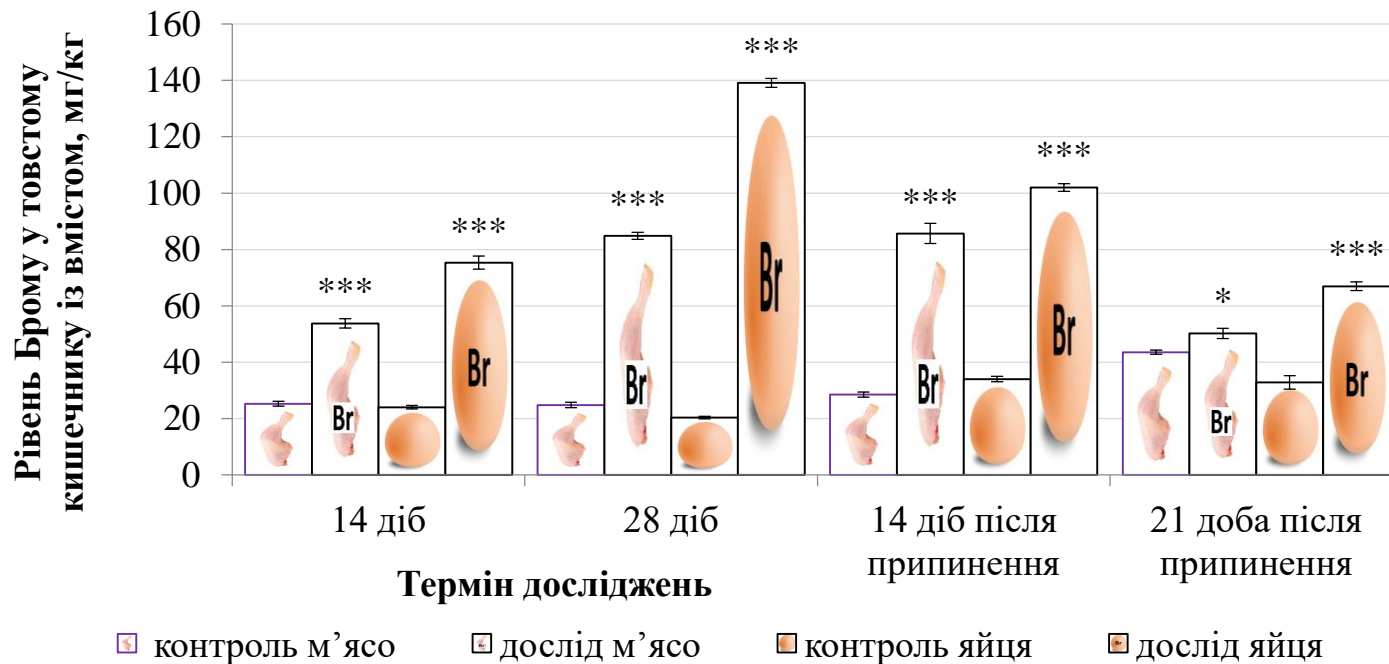 Рівень Брому у товстому
кишечнику із вмістом, мг/кг
160
140
120
100
80
60
40
20
0
***
***
***
***
***
***
*
***
Br
Br
Br
Br
Br
Br
Br
Br
14 діб
28 діб
14 діб після
припинення
21 доба після
припинення
Термін досліджень
контроль м’ясо
дослід м’ясо
контроль яйця
Br
дослід яйця